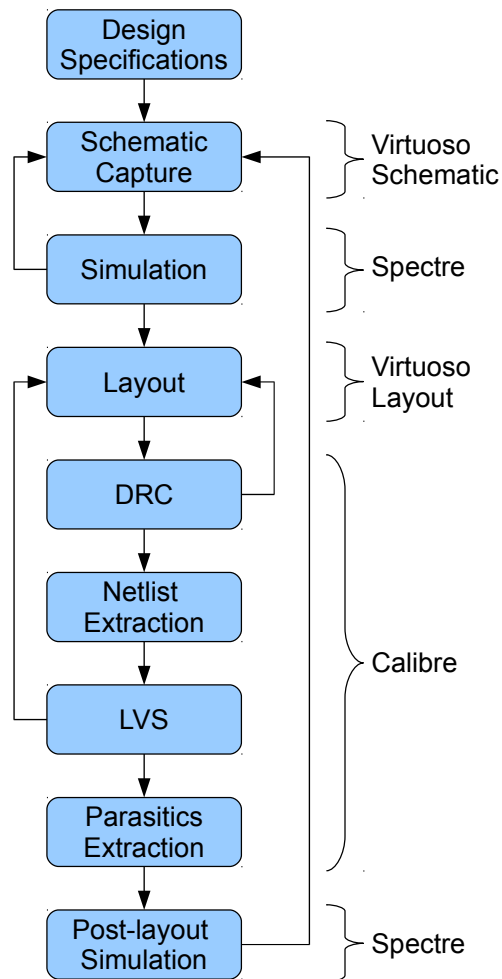 Design
Specifications
Schematic
Capture
Virtuoso
Schematic
Simulation
Spectre
Layout
Virtuoso
Layout
DRC
Netlist
Extraction
Calibre
LVS
Parasitics
Extraction
Post-layout
Simulation
Spectre